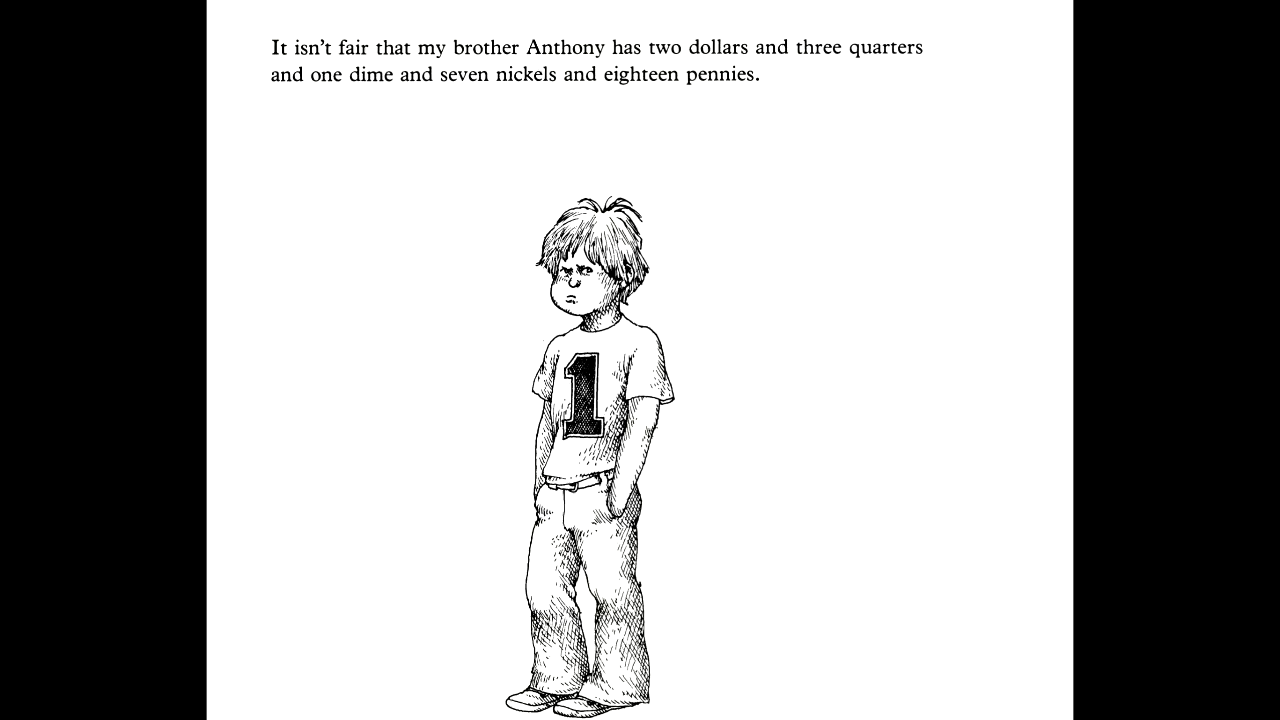 It isn't fair that my brother Anthony has two dollars and three quarters
and one dime and seven nickels and eighteen pennies.
1